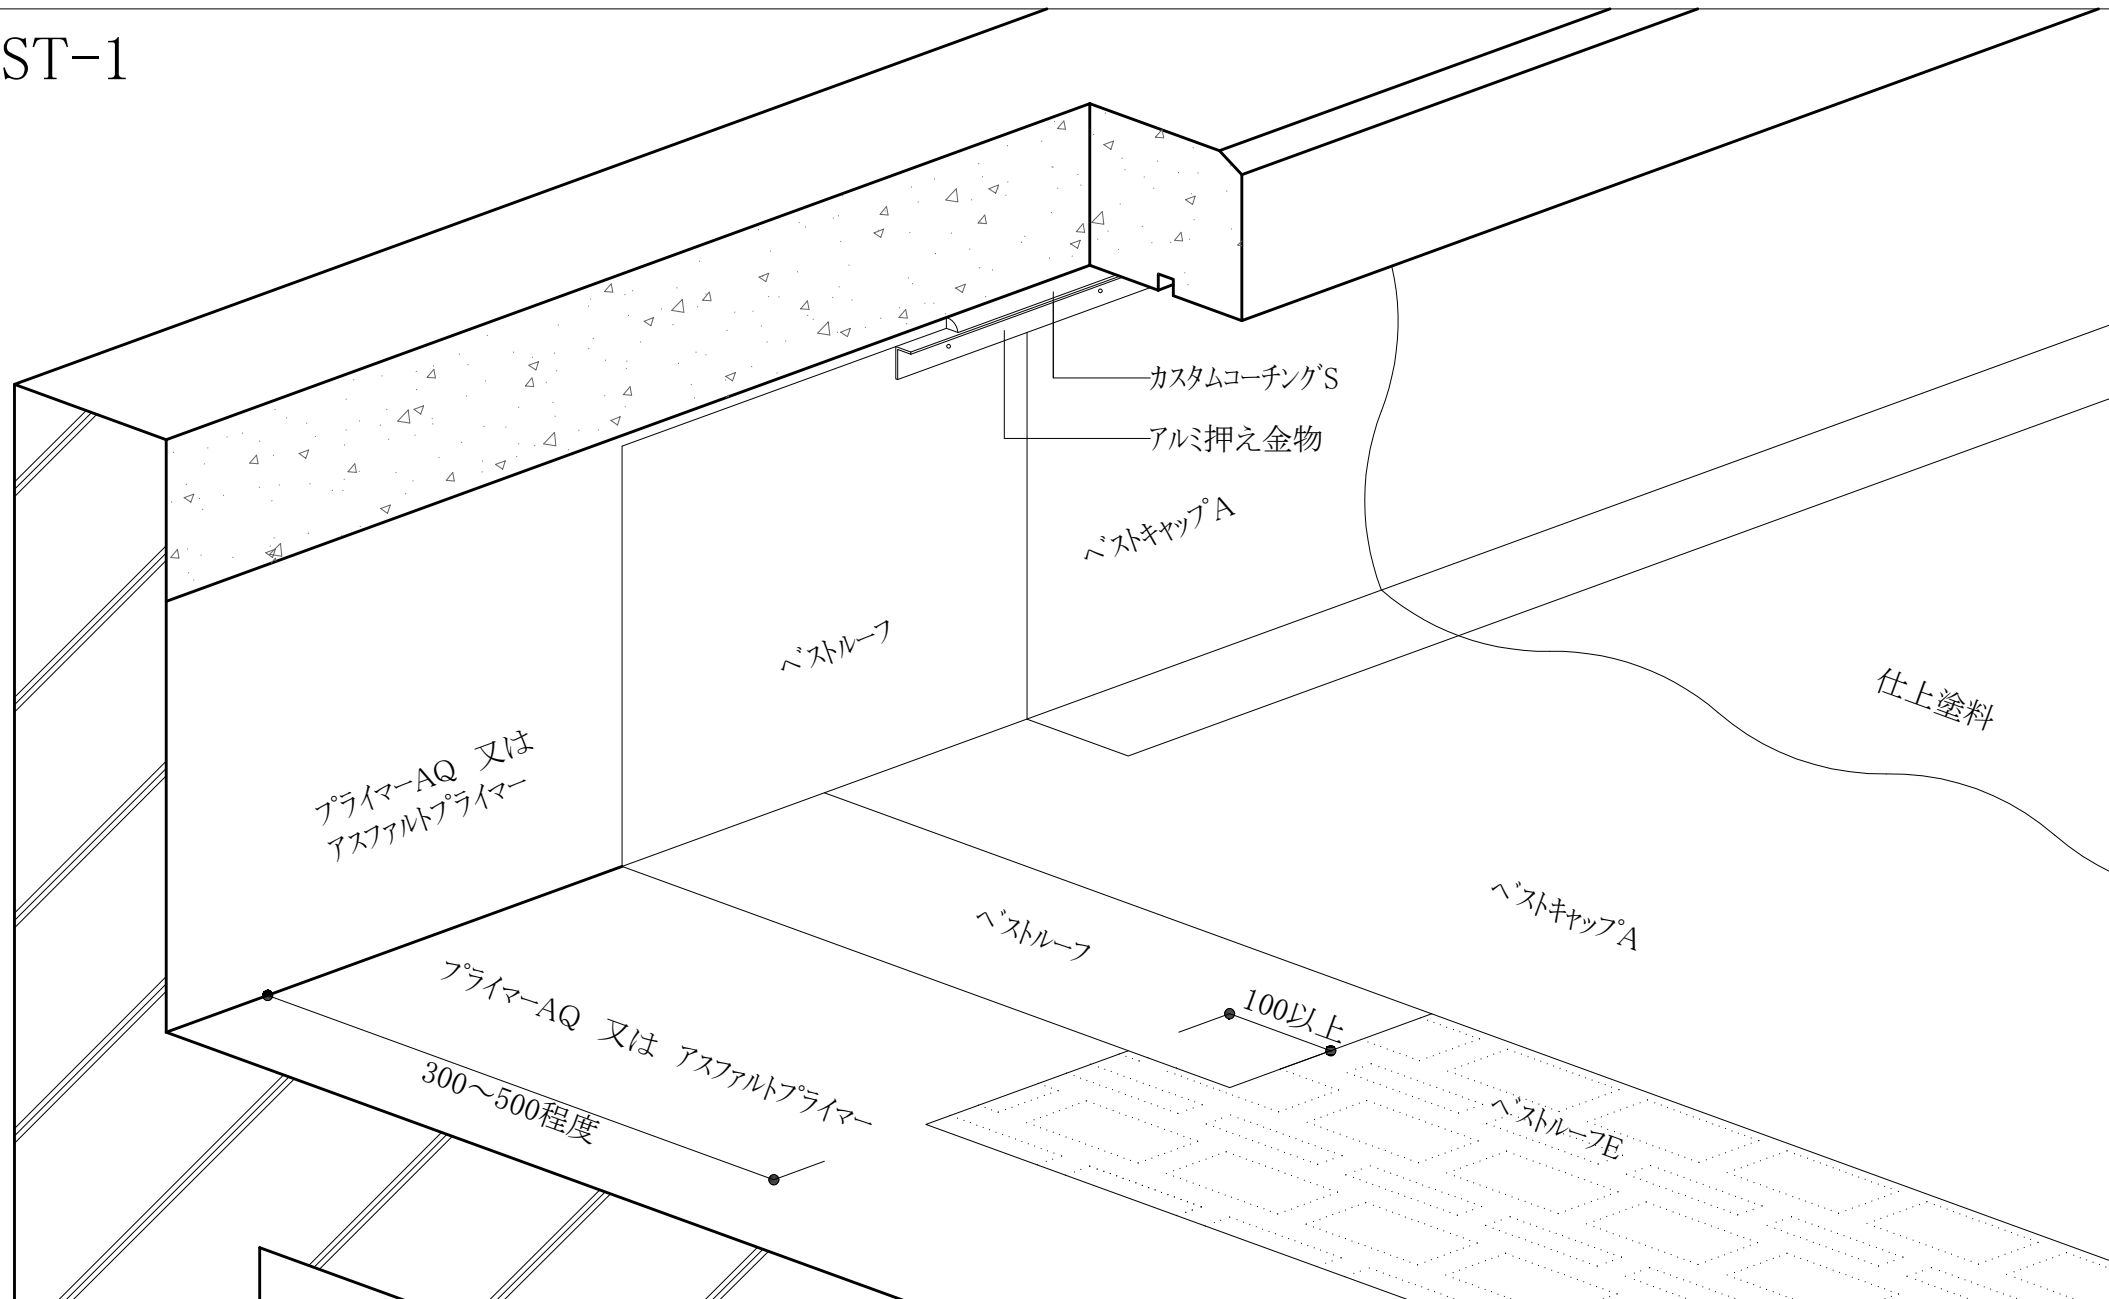 ST-1
カスタムコーチングS
アルミ押え金物
ベストキャップA
ベストルーフ
仕上塗料
プライマーAQ 又は
アスファルトプライマー
ベストキャップA
ベストルーフ
プライマーAQ 又は アスファルトプライマー
100以上
300～500程度
ベストルーフE